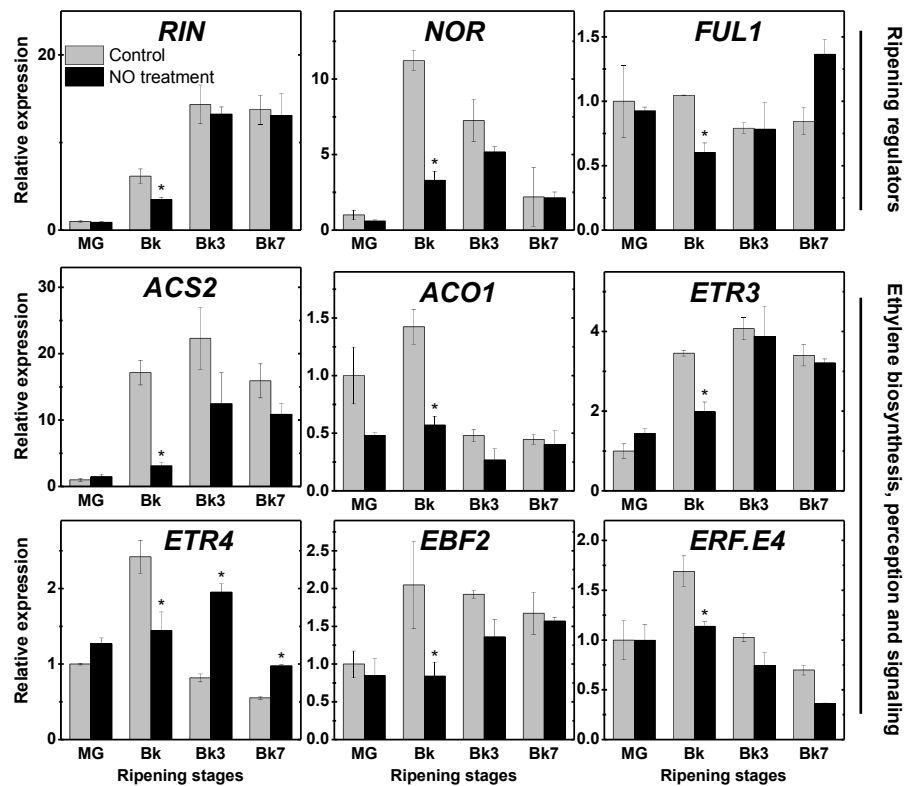 RIN
NOR
FUL1
Control
NO treatment
Relative expression
20
10
0
MG Bk Bk3 Bk7
10
5
0
MG Bk Bk3 Bk7
1.5
1.0
0.5
0.0
MG Bk Bk3 Bk7
*
*
*
Ripening regulators
ACS2
ACO1
ETR3
Relative expression
30
20
10
0
MG Bk Bk3 Bk7
1.5
1.0
0.5
0.0
MG Bk Bk3 Bk7
4
2
0
MG Bk Bk3 Bk7
*
*
*
ETR4
EBF2
ERF.E4
Relative expression
2
1
0
MG Bk Bk3 Bk7
2.5
2.0
1.5
1.0
0.5
0.0
MG Bk Bk3 Bk7
2.0
1.5
1.0
0.5
0.0
MG Bk Bk3 Bk7
* * *
*
*
Ripening stages
Ripening stages
Ripening stages
Ethylene biosynthesis, perception and signaling